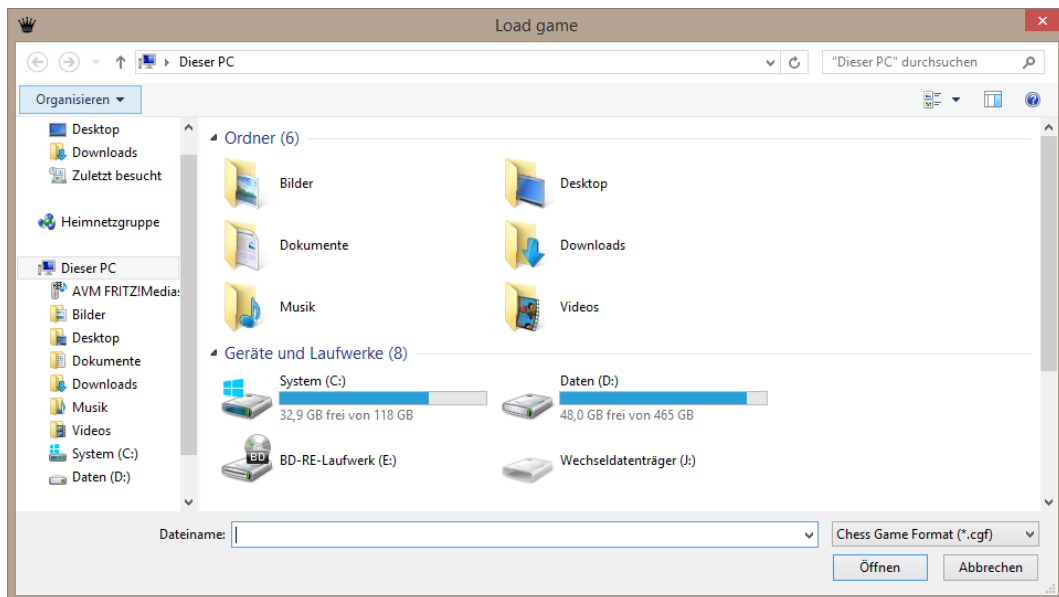 Load game
Dieser PC
"Dieser PC" durchsuchen
Organisieren
Desktop
Downloads
Zuletzt besucht
Heimnetzgruppe
Dieser PC
AVM FRITZ!Medias
Bilder
Desktop
Dokumente
Downloads
Musik
Videos
System (C:)
Daten (D:)
Ordner (6)
Bilder
Desktop
Dokumente
Downloads
Musik
Videos
Geräte und Laufwerke (8)
System (C:)
32,9 GB frei von 118 GB
Daten (D:)
48,0 GB frei von 465 GB
BD
BD-RE-Laufwerk (E:)
Wechseldatenträger (J:)
Dateiname:
Chess Game Format (*.cgf)
Öffnen
Abbrechen